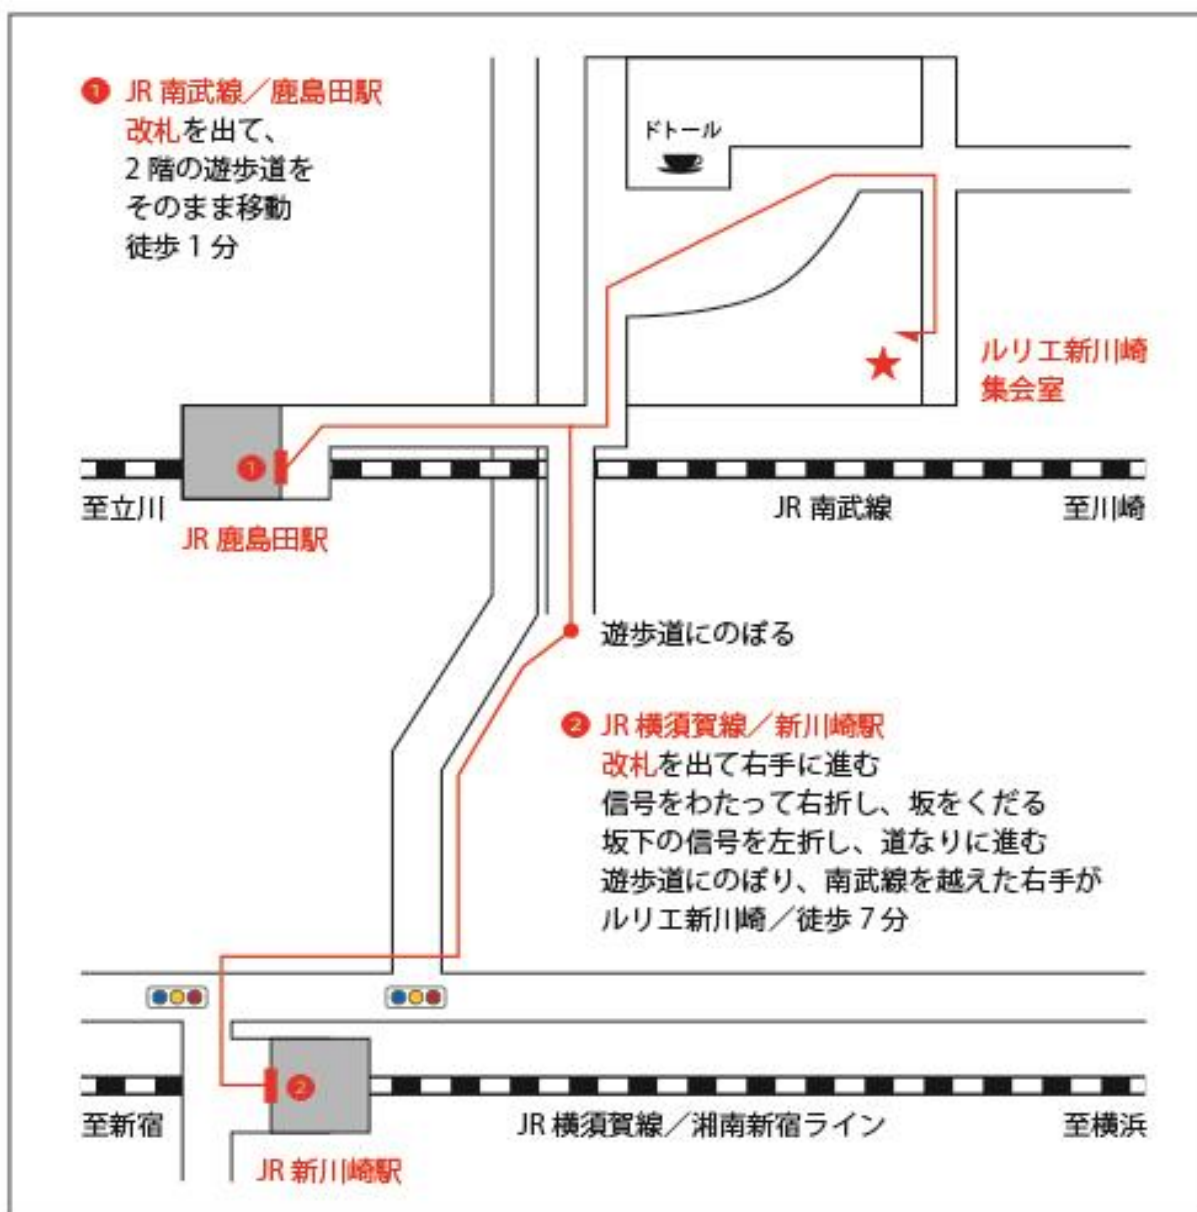 1 JR 南武線／鹿島田駅
改札を出て、
2 階の遊歩道を
そのまま移動
徒歩 1 分
ドトール
ルリエ新川崎
集会室
1
至立川
JR 南武線
至川崎
JR 鹿島田駅
遊歩道にのぼる
2 JR 横須賀線／新川崎駅
改札を出て右手に進む
信号をわたって右折し、坂をくだる
坂下の信号を左折し、道なりに進む
遊歩道にのぼり、南武線を越えた右手が
ルリエ新川崎／徒歩 7 分
2
至新宿
JR 横須賀線／湘南新宿ライン
至横浜
JR 新川崎駅